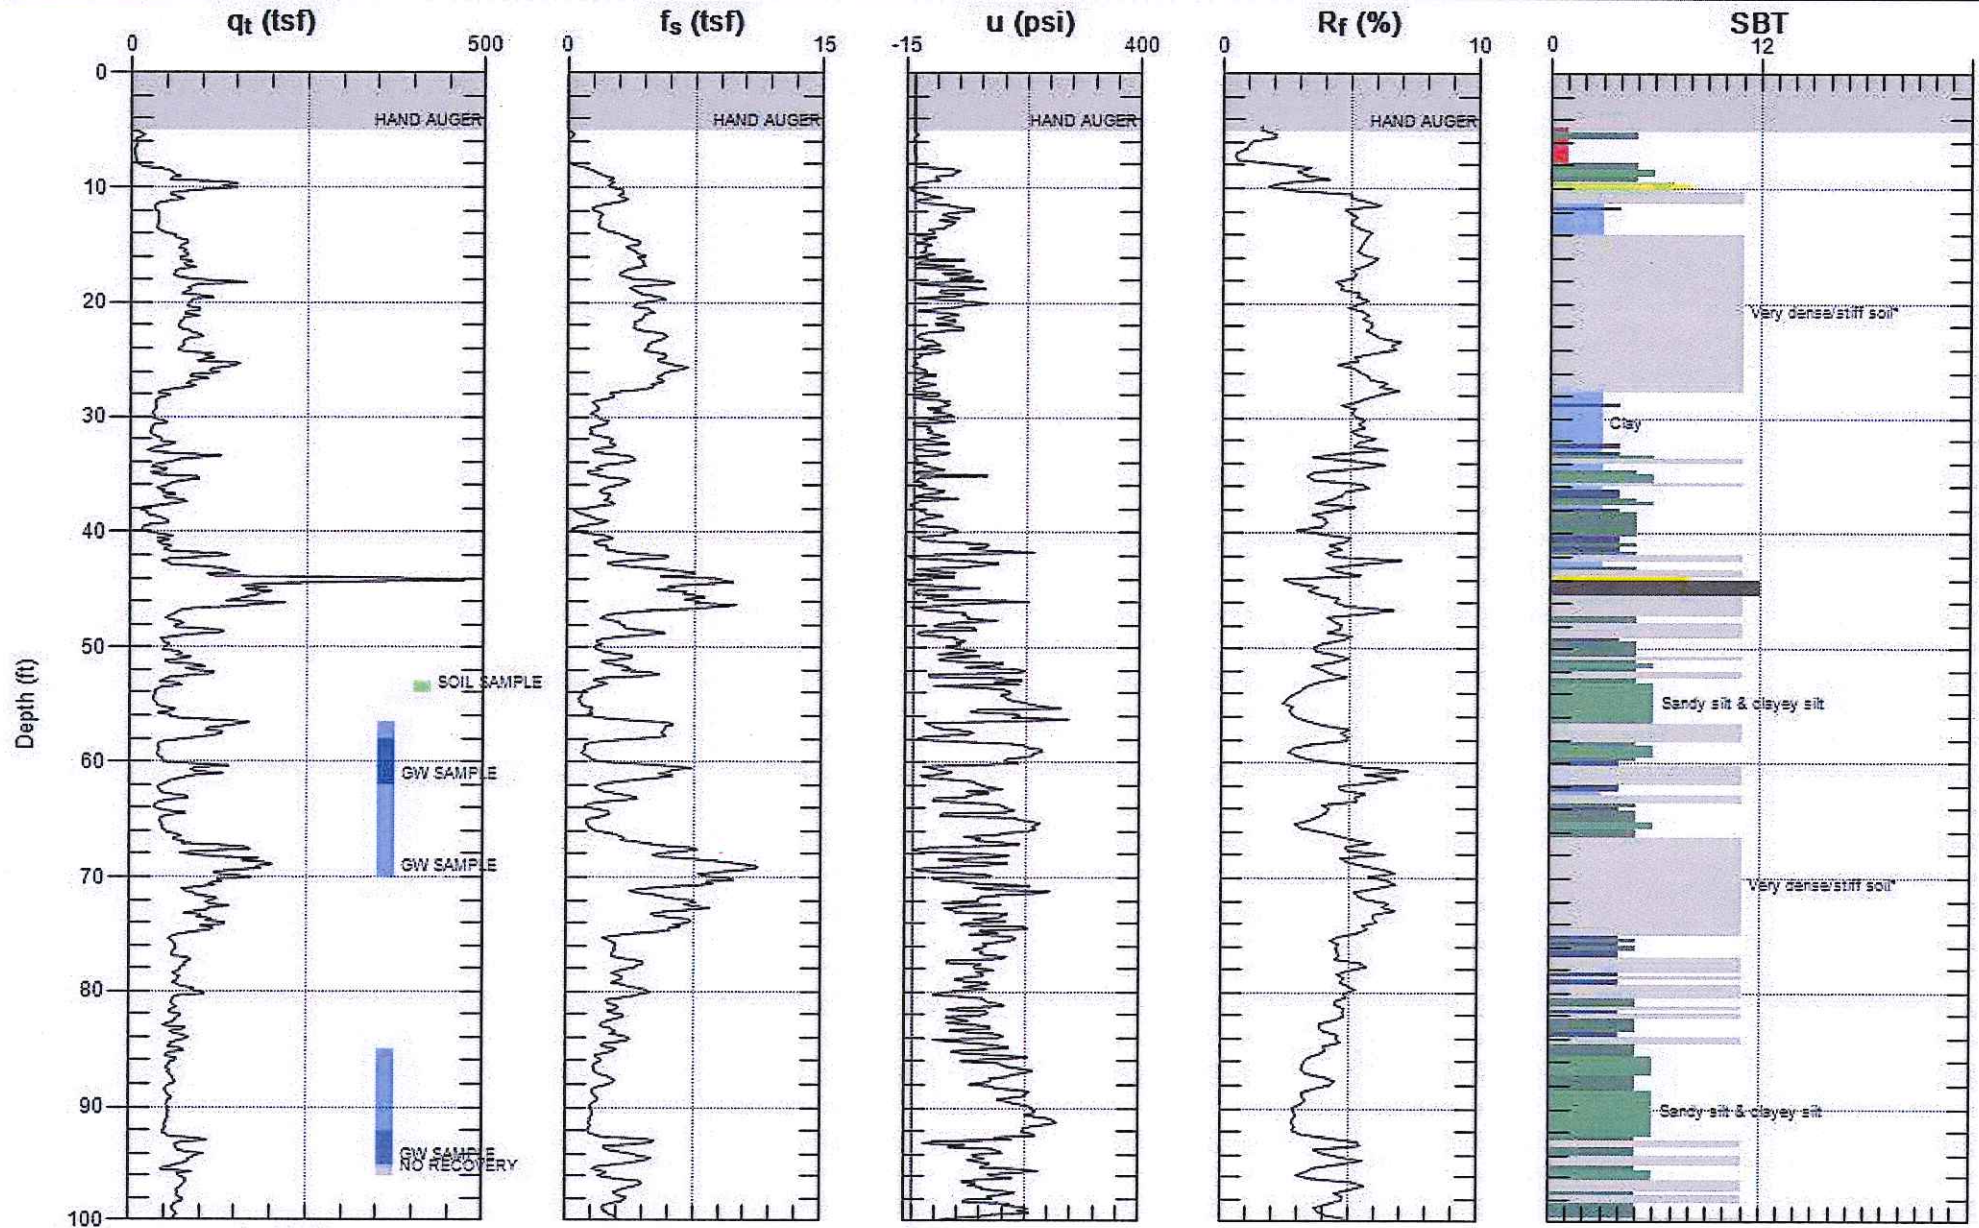 qt (tsf)
fs (tsf)
u (psi)
Rf (%)
SBT
0
500
0
15
-15
400
0
10
0
12
0
HAND AUGER
HAND AUGER
HAND AUGER
HAND AUGER
10
20
Very dense/stiff soil*
30
Clay
40
50
Depth (ft)
SOIL SAMPLE
Sandy silt & clayey silt
60
GW SAMPLE
GW SAMPLE
70
Very dense/stiff soil*
80
90
Sandy silt & clayey silt
GW SAMPLE
NO RECOVERY
100